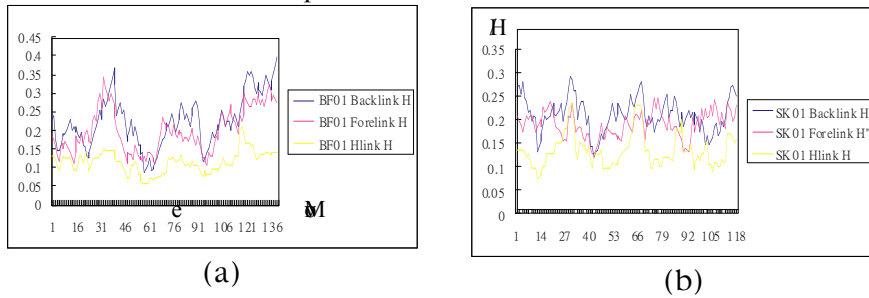 0.45
0.4
0.35
0.3
0.25
0.2
0.15
0.1
0.05
0
1 16 31 46 61 76 91 106 121 136
e
BF01 Backlink H
BF01 Forelink H
BF01 Hlink H
(a)
H
0.35
0.3
0.25
0.2
0.15
0.1
0.05
0
1 14 27 40 53 66 79 92 105 118
SK01 Backlink H
SK01 Forelink H"
SK01 Hlink H
(b)